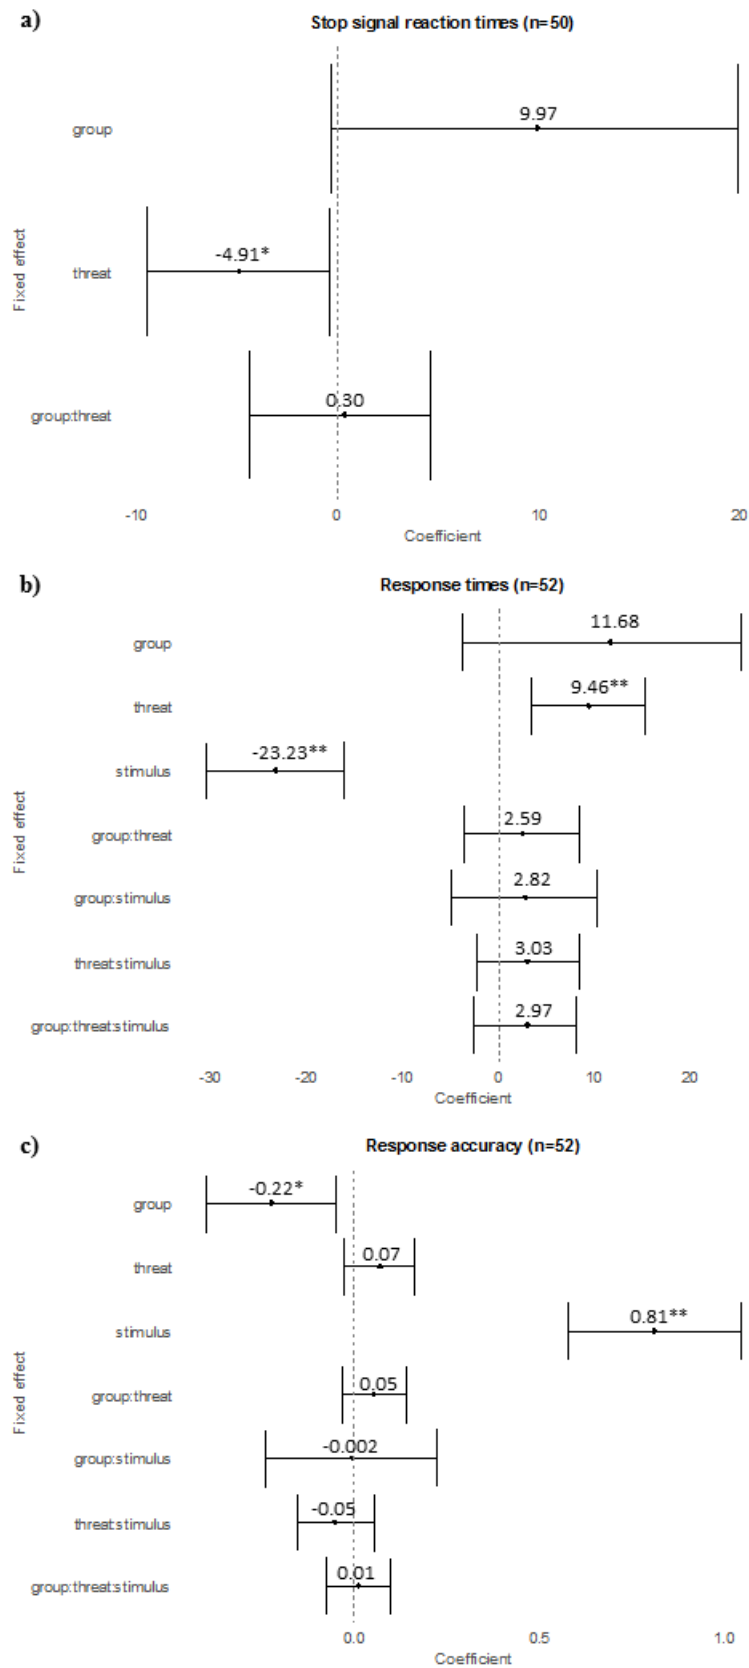 a)
Stop signal reaction times (n=50)
group
9.97
threat
-4.91*
group:threat
0.30
Fixed effect
-10 0 10 20
Coefficient
b)
Response times (n=52)
group
11.68
threat
9.46**
stimulus
-23.23**
group:threat
2.59
group:stimulus
2.82
threat:stimulus
3.03
group:threat:stimulus
2.97
Fixed effect
-30 -20 -10 0 10 20
Coefficient
c)
Response accuracy (n=52)
group
-0.22*
threat
0.07
stimulus
0.81**
group:threat
0.05
group:stimulus
-0.002
threat:stimulus
-0.05
group:threat:stimulus
0.01
Fixed effect
0.0 0.5 1.0
Coefficient